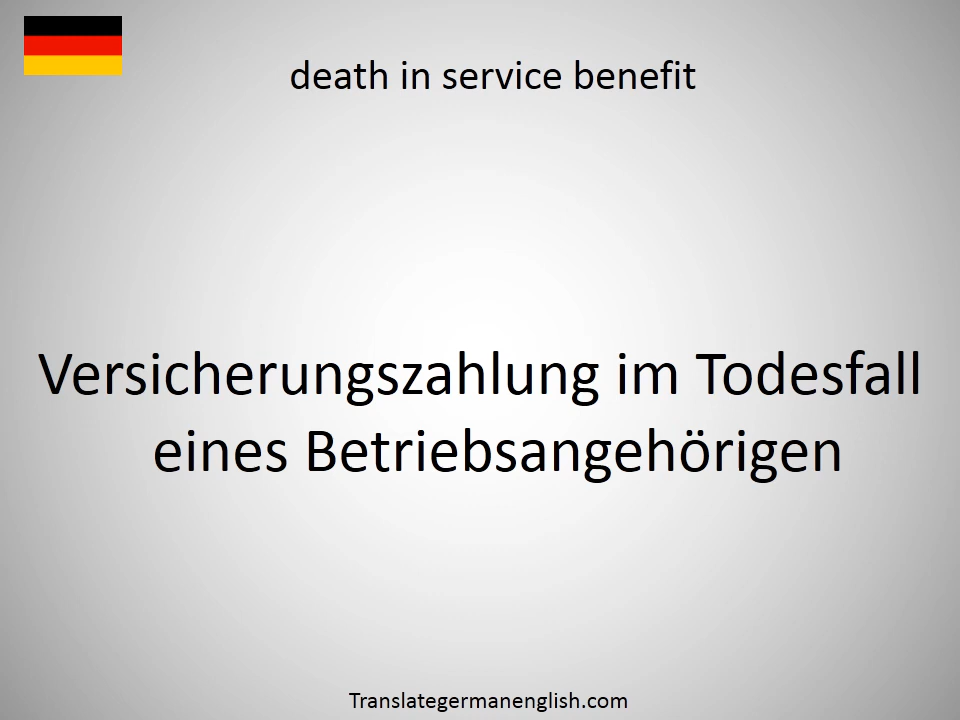 death in service benefit
Versicherungszahlung im Todesfall
eines Betriebsangehörigen
Translategermanenglish.com